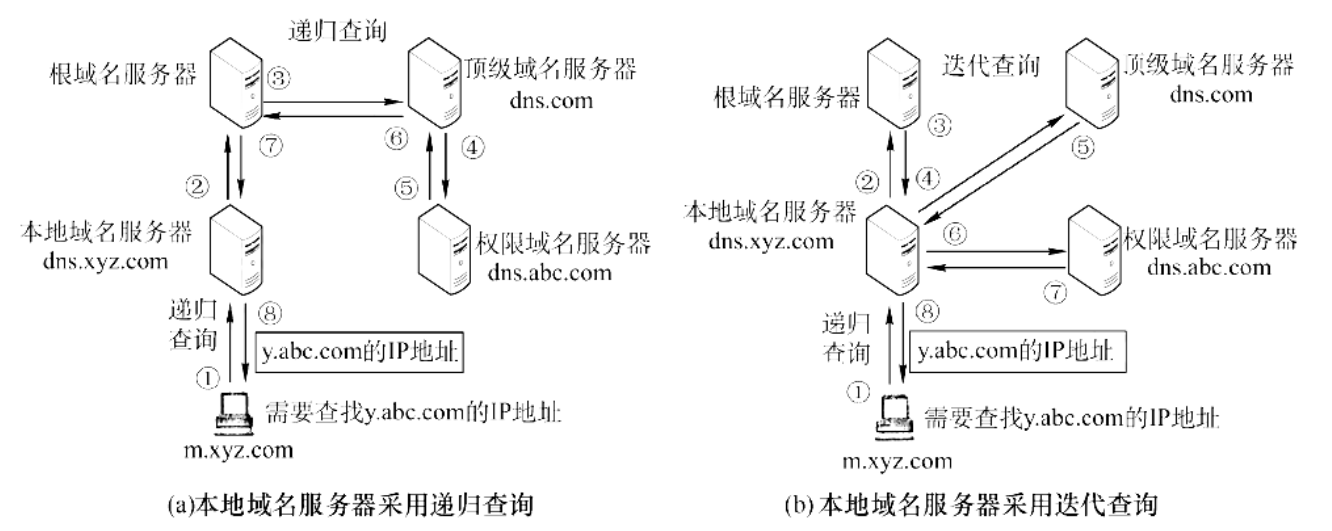 递归查询
根域名服务器
③
顶级域名服务器
dns.com
⑥
⑦
④
②
⑤
本地域名服务器
dns.xyz.com
权限域名服务器
dns.abc.com
递归
查询
⑧
y.abc.com的IP地址
①
需要查找y.abc.com的IP地址
m.xyz.com
(a)本地域名服务器采用递归查询
迭代查询
根域名服务器
顶级域名服务器
dns.com
③
⑤
②
④
本地域名服务器
dns.xyz.com
⑥
权限域名服务器
dns.abc.com
⑦
递归
查询
⑧
y.abc.com的IP地址
①
需要查找y.abc.com的IP地址
m.xyz.com
(b)本地域名服务器采用迭代查询